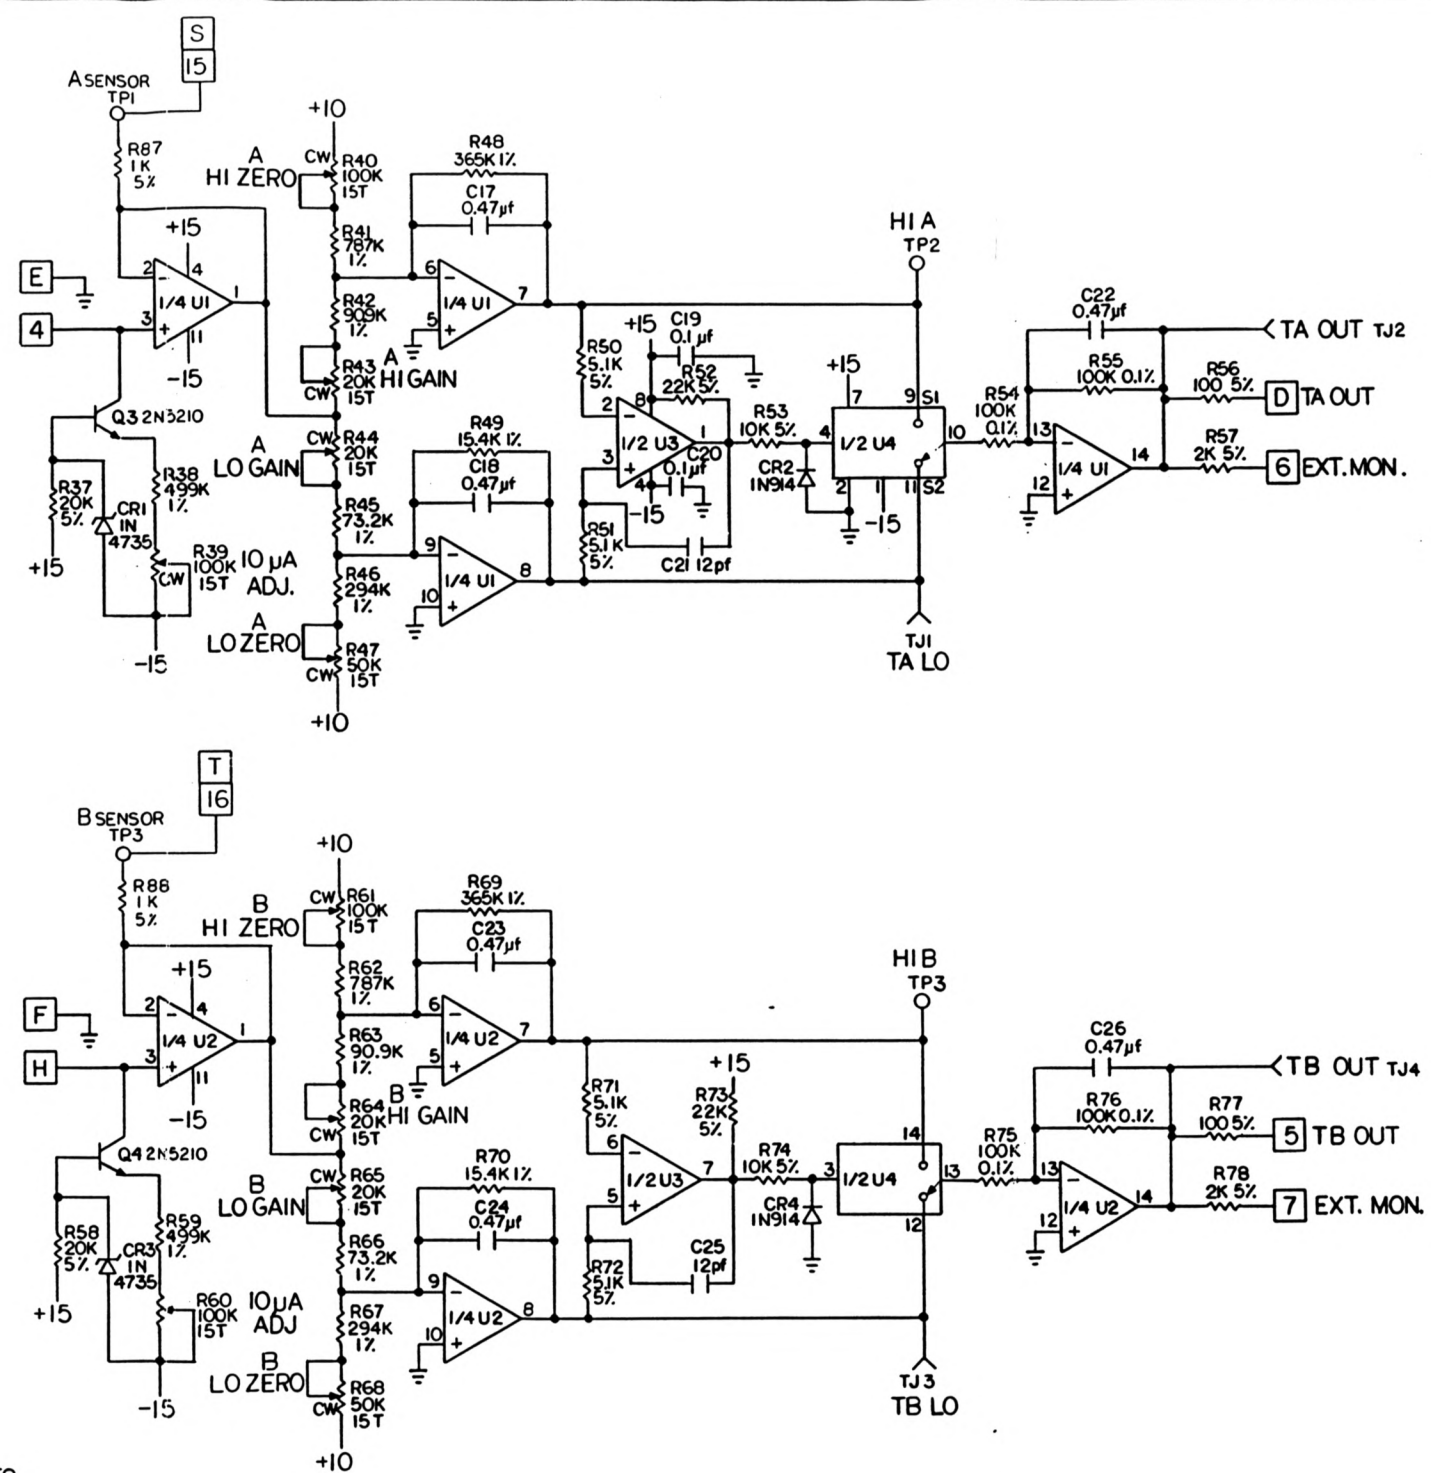 S
15
A SENSOR
TP1
R87
1K
5%
+15
E
4
2
-
4
1/4 U1
1
3
+
11
-15
Q3 2N5210
R37
20K
5%
+15
CR1
1N
4735
R38
499K
1%
R39
100K
15T
CW
10 µA
ADJ.
-15
+10
A
HI ZERO
CW
R40
100K
15T
R41
787K
1%
R42
909K
1%
A
HI GAIN
R43
20K
15T
CW
A
LO GAIN
CW
R44
20K
15T
R45
73.2K
1%
R46
294K
1%
A
LO ZERO
R47
50K
15T
CW
+10
R48
365K 1%
C17
0.47µf
6
-
1/4 U1
7
5
+
R49
15.4K 1%
C18
0.47µf
9
-
1/4 U1
8
10
+
R50
5.1K
5%
+15
C19
0.1µf
R52
22K 5%
2
-
8
1/2 U3
1
3
+
4
C20
0.1µf
-15
R51
5.1K
5%
C21 12pf
R53
10K 5%
CR2
1N914
HI A
TP2
+15
7
9
S1
4
1/2 U4
10
2
1
11
S2
-15
TJ1
TA LO
R54
100K
0.1%
C22
0.47µf
R55
100K 0.1%
13
-
1/4 U1
14
12
+
TA OUT TJ2
R56
100 5%
D
TA OUT
R57
2K 5%
6
EXT. MON.
T
16
B SENSOR
TP3
R88
1K
5%
+15
F
H
2
-
4
1/4 U2
1
3
+
11
-15
Q4 2N5210
R58
20K
5%
+15
CR3
1N
4735
R59
499K
1%
R60
100K
15T
10µA
ADJ
-15
+10
B
HI ZERO
CW
R61
100K
15T
R62
787K
1%
R63
90.9K
1%
B
HI GAIN
R64
20K
15T
CW
B
LO GAIN
CW
R65
20K
15T
R66
73.2K
1%
R67
294K
1%
B
LO ZERO
R68
50K
15T
CW
+10
R69
365K 1%
C23
0.47µf
6
-
1/4 U2
7
5
+
R70
15.4K 1%
C24
0.47µf
9
-
1/4 U2
8
10
+
R71
5.1K
5%
+15
R73
22K
5%
6
-
1/2 U3
7
5
+
R72
5.1K
5%
C25
12pf
R74
10K 5%
CR4
1N914
HI B
TP3
14
3
1/2 U4
13
12
TJ3
TB LO
R75
100K
0.1%
C26
0.47µf
R76
100K 0.1%
13
-
1/4 U2
14
12
+
TB OUT TJ4
R77
100 5%
5
TB OUT
R78
2K 5%
7
EXT. MON.